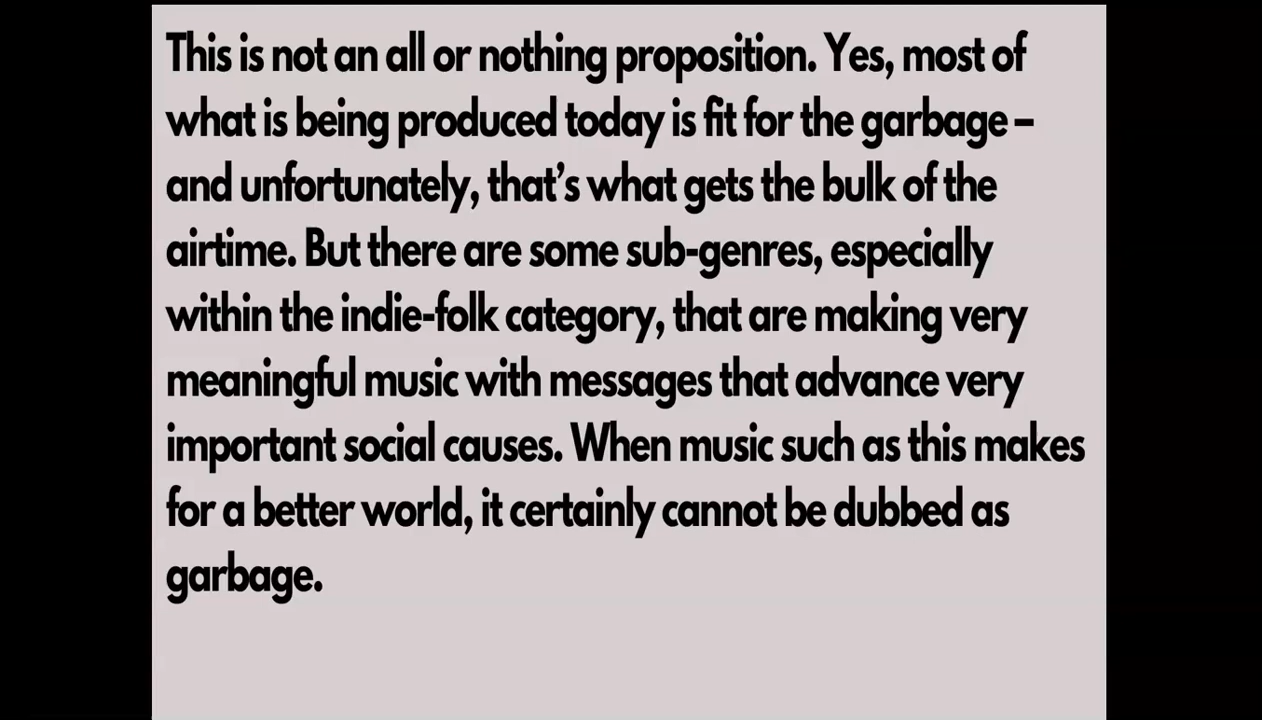 This is not an all or nothing proposition. Yes, most of
what is being produced today is fit for the garbage –
and unfortunately, that’s what gets the bulk of the
airtime. But there are some sub-genres, especially
within the indie-folk category, that are making very
meaningful music with messages that advance very
important social causes. When music such as this makes
for a better world, it certainly cannot be dubbed as
garbage.